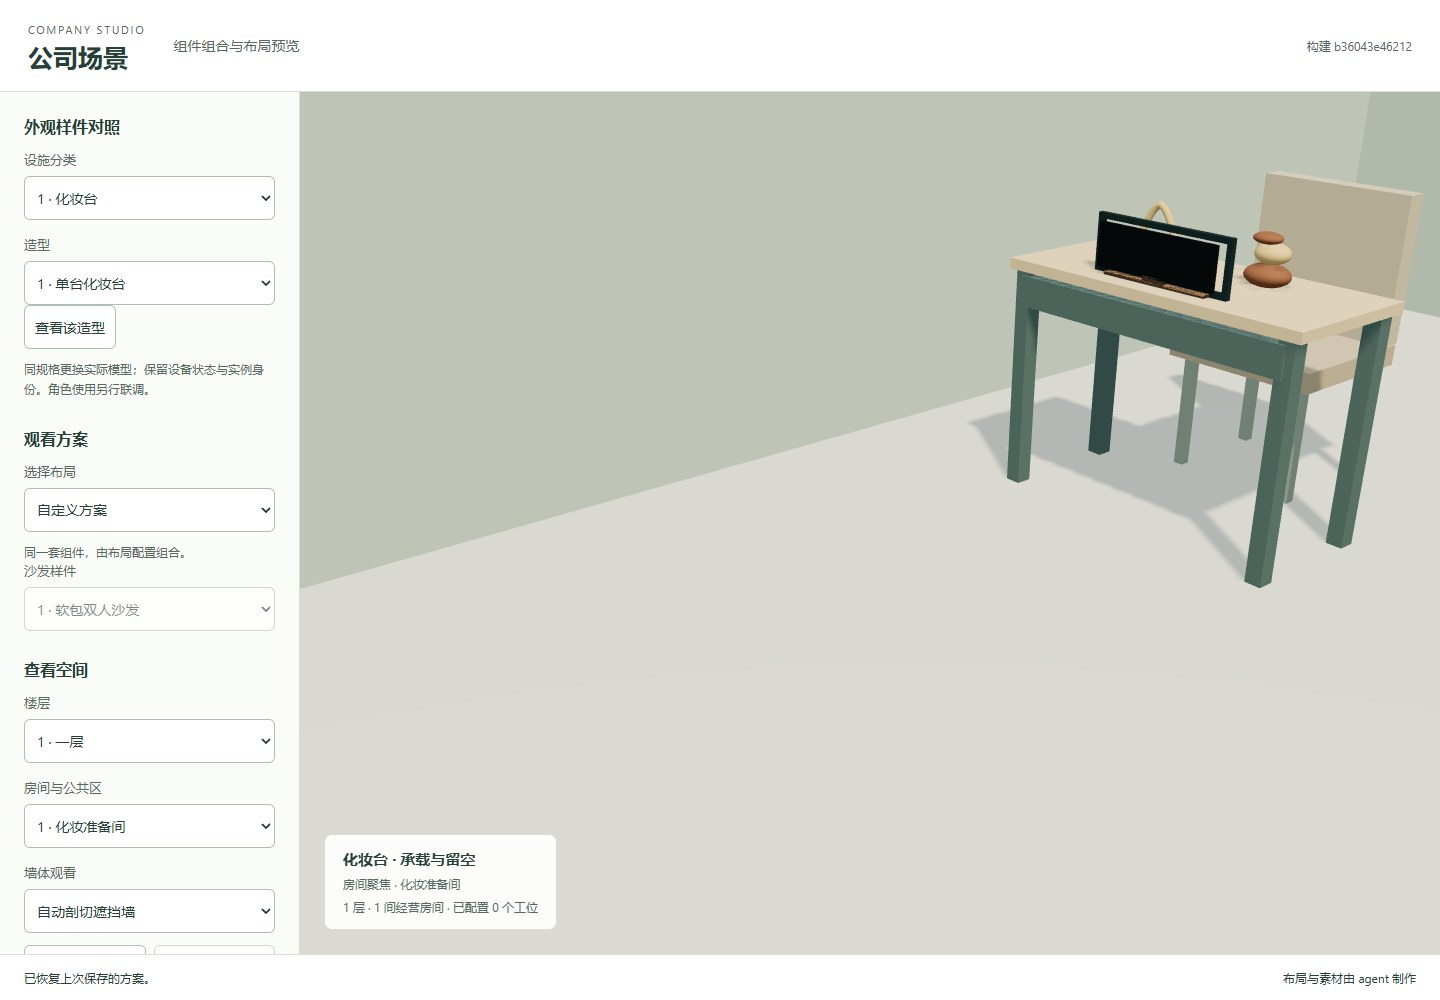 COMPANY STUDIO
公司场景
组件组合与布局预览
构建 b36043e46212
外观样件对照
设施分类
1 · 化妆台
造型
1 · 单台化妆台
查看该造型
同规格更换实际模型；保留设备状态与实例身
份。角色使用另行联调。
观看方案
选择布局
自定义方案
同一套组件，由布局配置组合。
沙发样件
1 · 软包双人沙发
查看空间
楼层
1 · 一层
房间与公共区
1 · 化妆准备间
墙体观看
自动剖切遮挡墙
化妆台 · 承载与留空
房间聚焦 · 化妆准备间
1 层 · 1 间经营房间 · 已配置 0 个工位
已恢复上次保存的方案。
布局与素材由 agent 制作